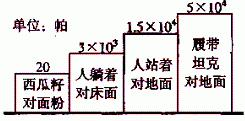 单位：帕
20
西瓜籽
对面粉
3×10³
人躺着
对床面
1.5×10⁴
人站着
对地面
5×10⁴
履带
坦克
对地面